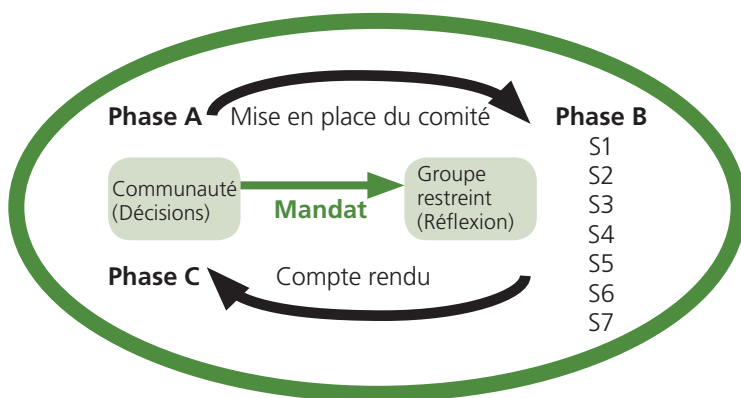 Phase A Mise en place du comité Phase B
S1
S2
S3
S4
S5
S6
S7
Communauté
(Décisions)
Mandat
Groupe
restreint
(Réflexion)
Phase C Compte rendu